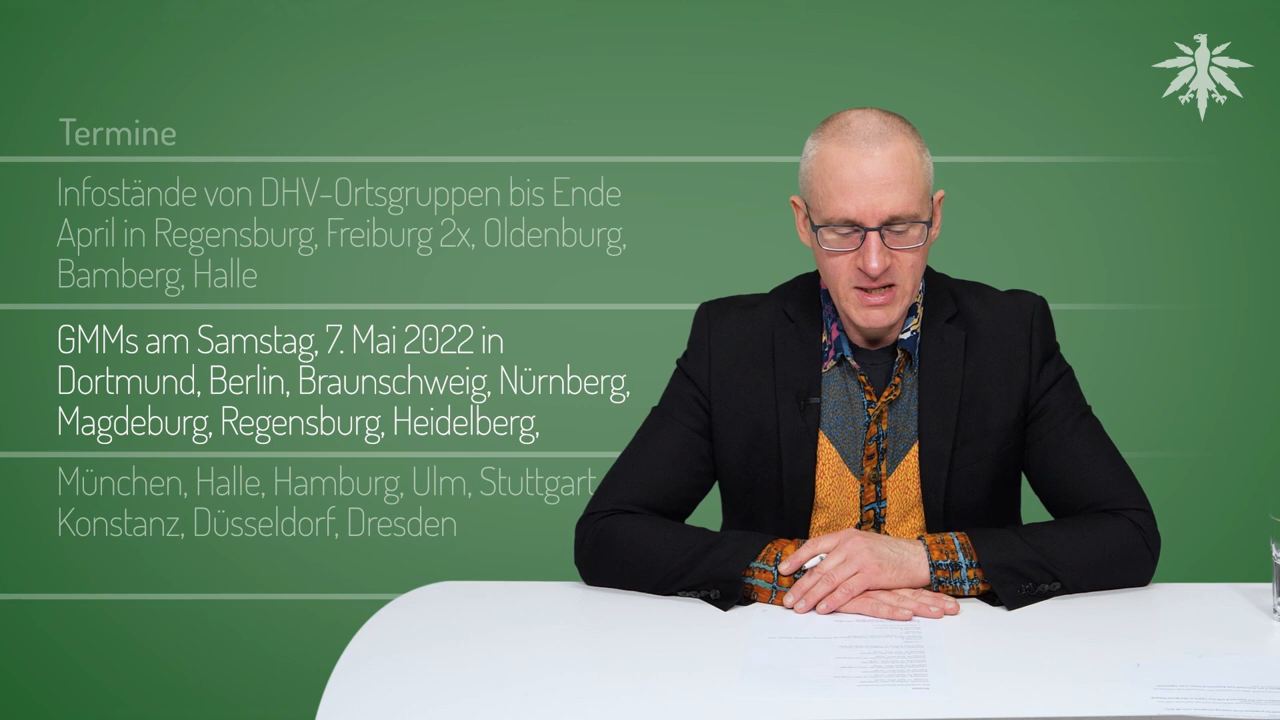 Termine
Infostände von DHV-Ortsgruppen bis Ende
April in Regensburg, Freiburg 2x, Oldenburg,
Bamberg, Halle
GMMs am Samstag, 7. Mai 2022 in
Dortmund, Berlin, Braunschweig, Nürnberg,
Magdeburg, Regensburg, Heidelberg,
München, Halle, Hamburg, Ulm, Stuttgart
Konstanz, Düsseldorf, Dresden